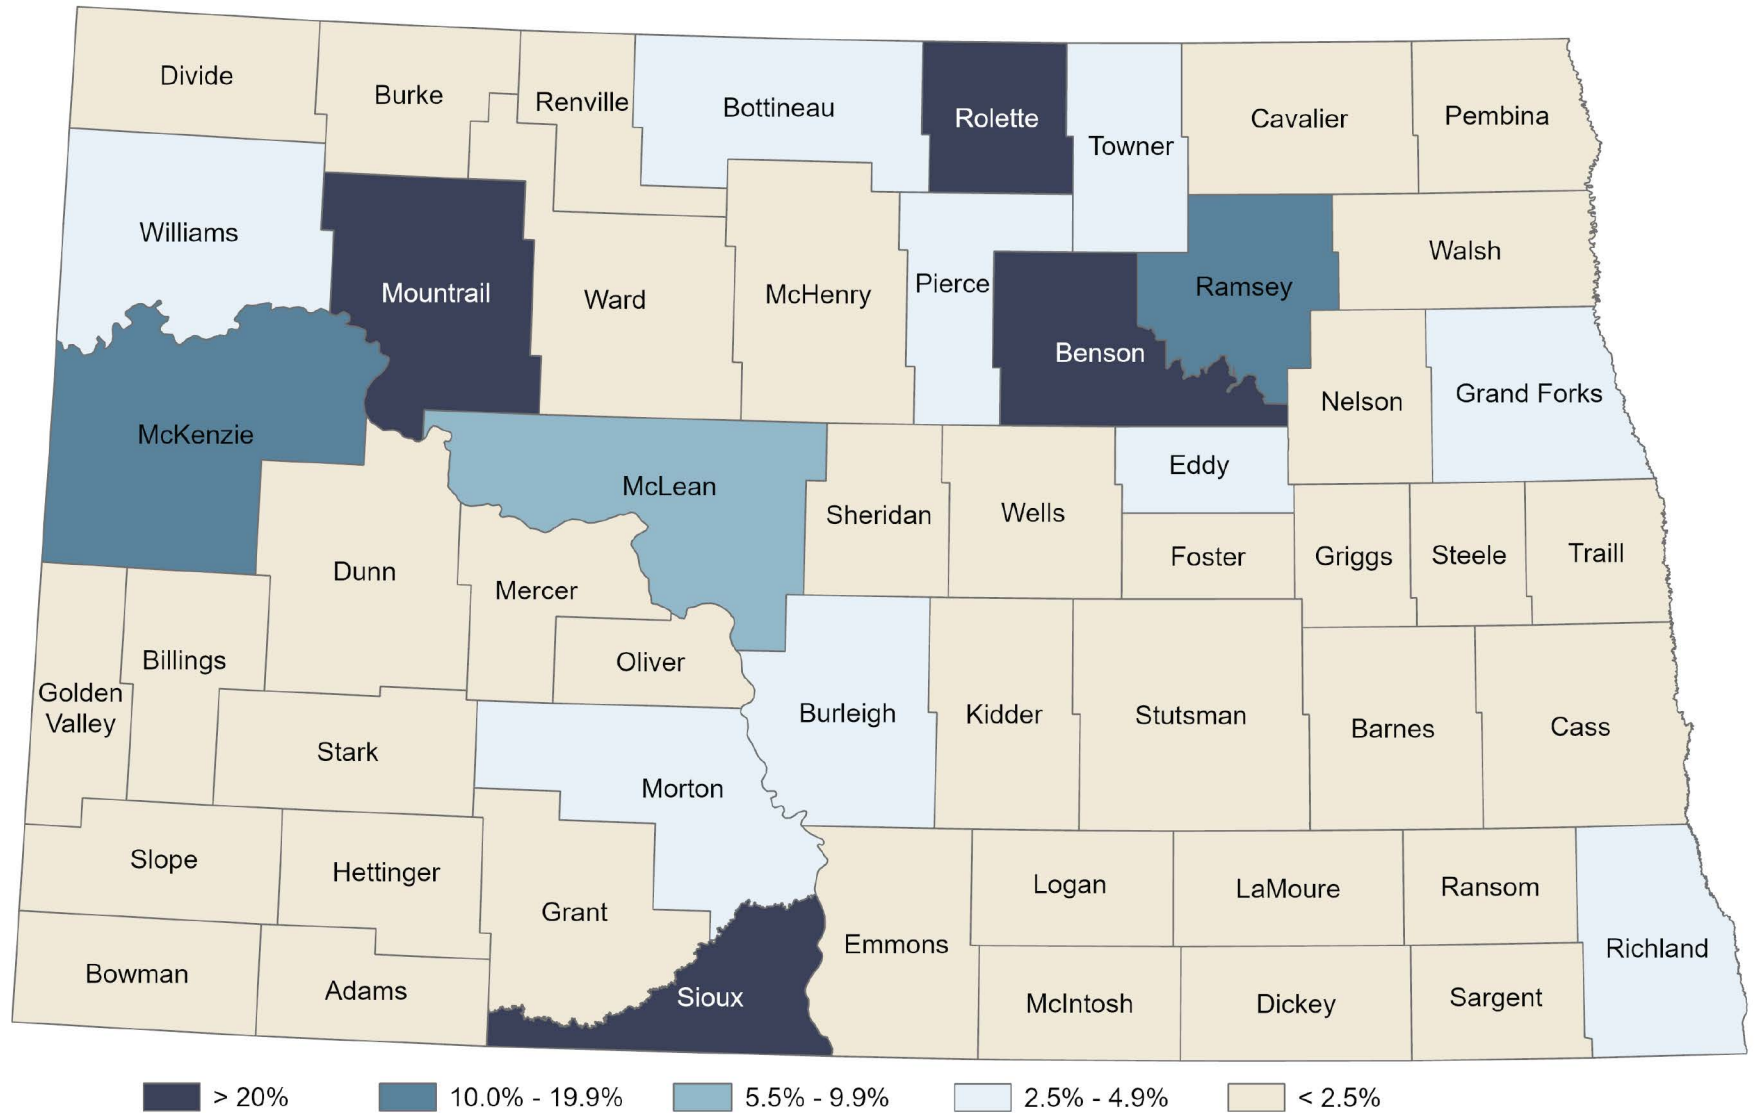 Divide
Burke
Renville
Bottineau
Rolette
Towner
Cavalier
Pembina
Williams
Mountrail
Ward
McHenry
Pierce
Benson
Ramsey
Walsh
Nelson
Grand Forks
McKenzie
McLean
Sheridan
Wells
Eddy
Foster
Griggs
Steele
Traill
Dunn
Mercer
Oliver
Golden
Valley
Billings
Stark
Morton
Burleigh
Kidder
Stutsman
Barnes
Cass
Slope
Hettinger
Grant
Emmons
Logan
LaMoure
Ransom
Richland
Bowman
Adams
Sioux
McIntosh
Dickey
Sargent
> 20%
10.0% - 19.9%
5.5% - 9.9%
2.5% - 4.9%
< 2.5%